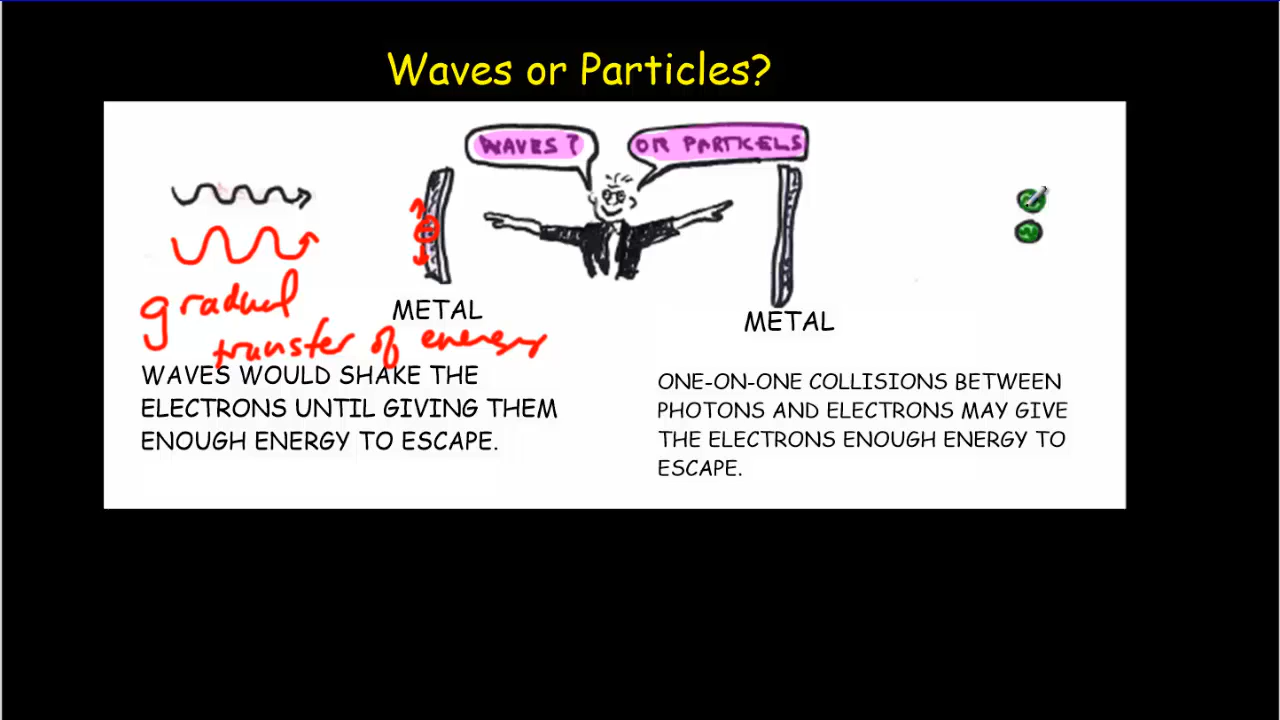 Waves or Particles?
WAVES?
OR PARTICELS
gradual
transfer of energy
METAL
WAVES WOULD SHAKE THE
ELECTRONS UNTIL GIVING THEM
ENOUGH ENERGY TO ESCAPE.
METAL
ONE-ON-ONE COLLISIONS BETWEEN
PHOTONS AND ELECTRONS MAY GIVE
THE ELECTRONS ENOUGH ENERGY TO
ESCAPE.